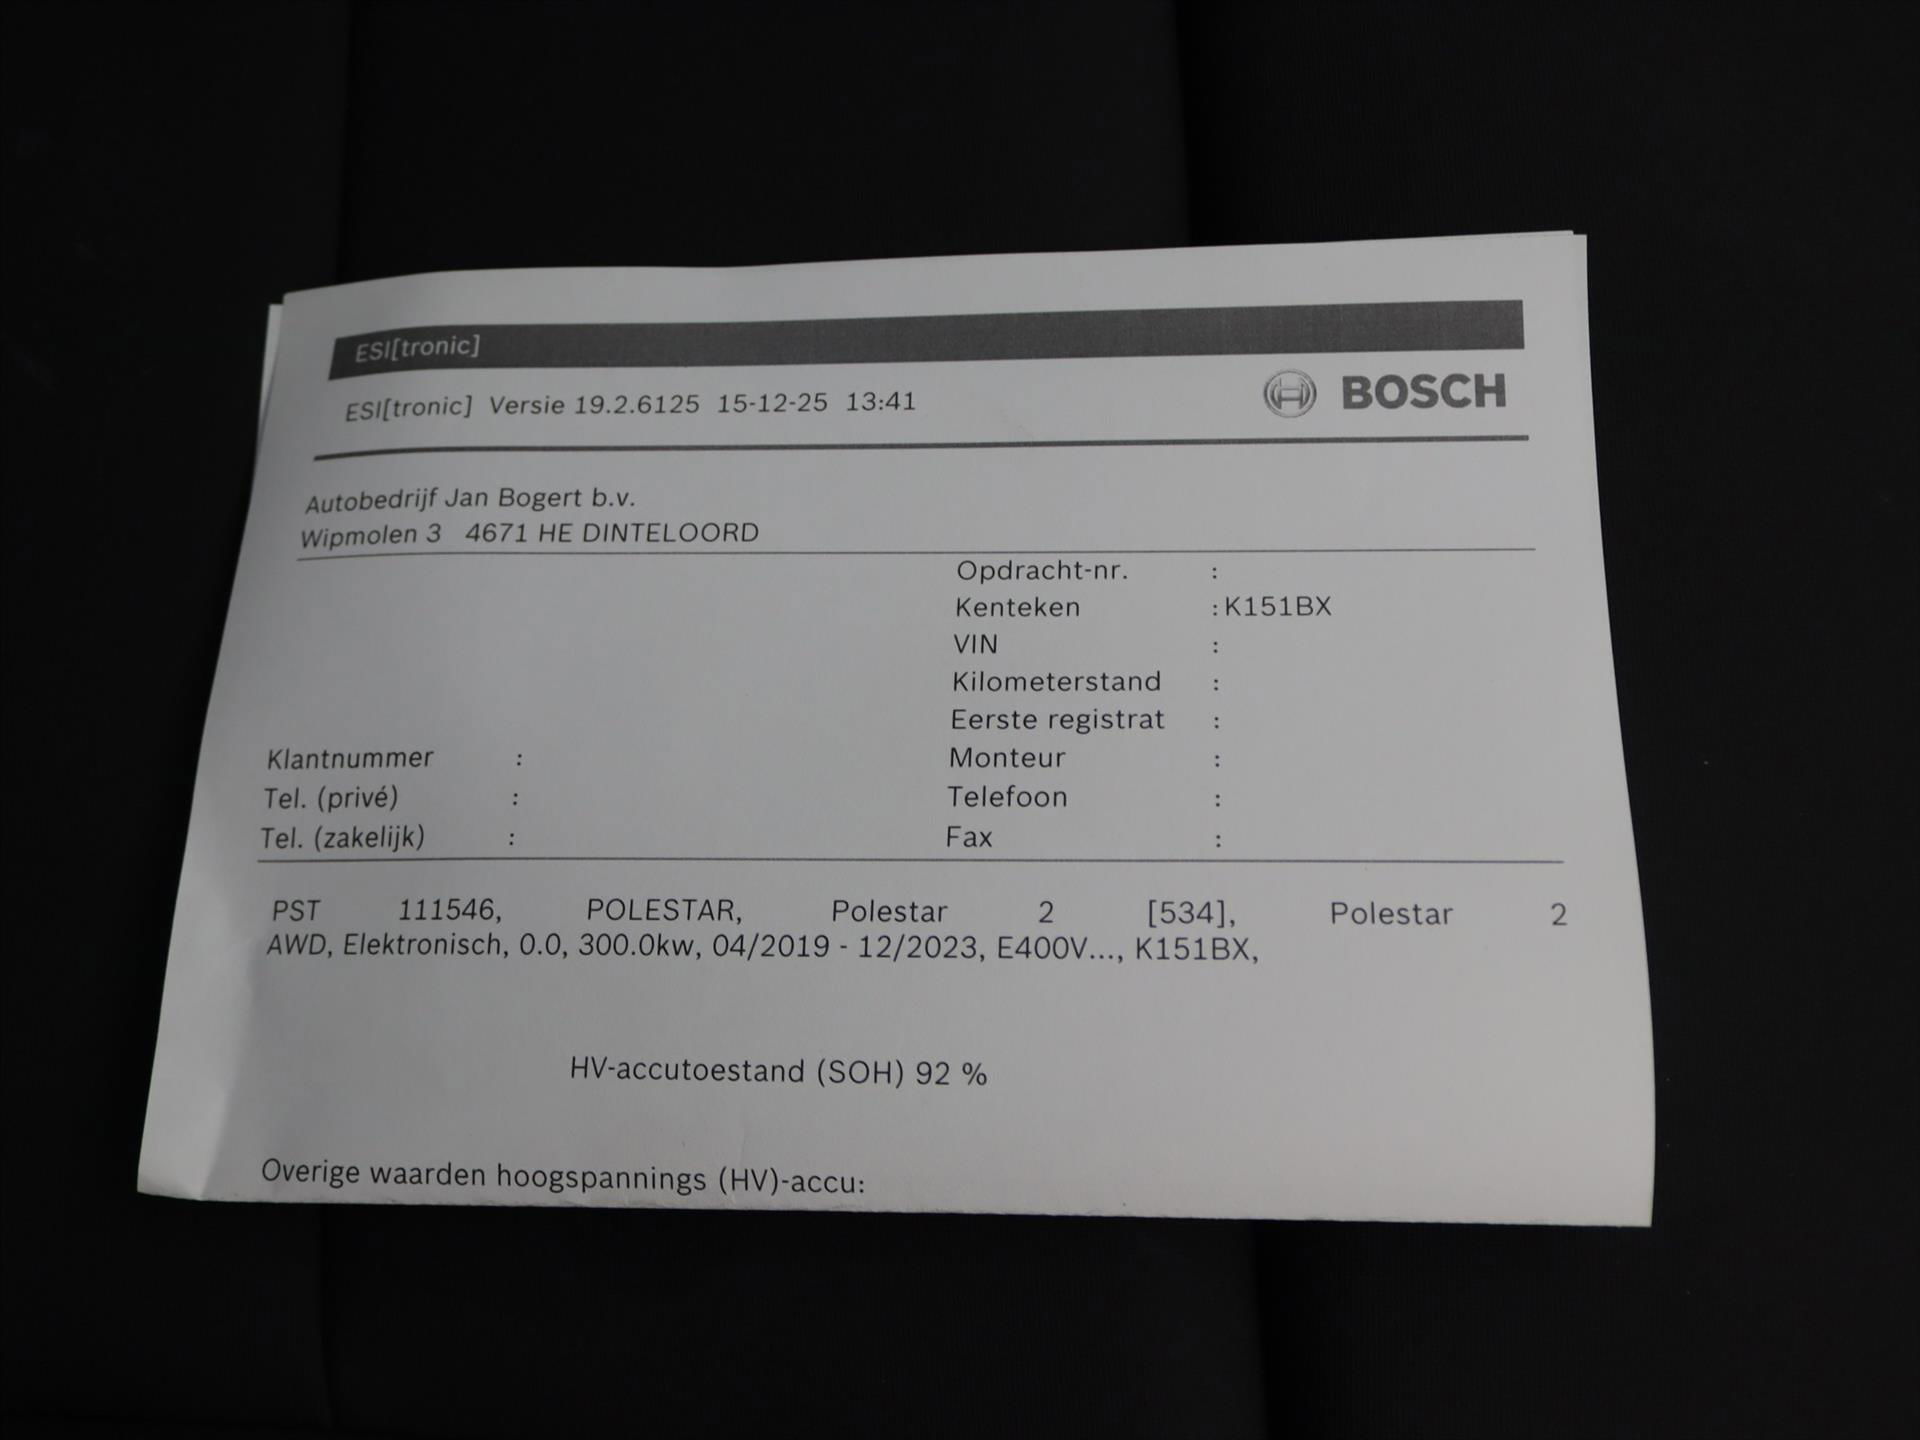 ESI[tronic]
ESI[tronic] Versie 19.2.6125 15-12-25 13:41
BOSCH
Autobedrijf Jan Bogert b.v.
Wipmolen 3 4671 HE DINTELOORD
Opdracht-nr. :
Kenteken :K151BX
VIN :
Kilometerstand :
Eerste registrat :
Klantnummer : Monteur :
Tel. (privé) : Telefoon :
Tel. (zakelijk) : Fax :
PST 111546, POLESTAR, Polestar 2 [534], Polestar 2
AWD, Elektronisch, 0.0, 300.0kw, 04/2019 - 12/2023, E400V..., K151BX,
HV-accutoestand (SOH) 92 %
Overige waarden hoogspannings (HV)-accu: